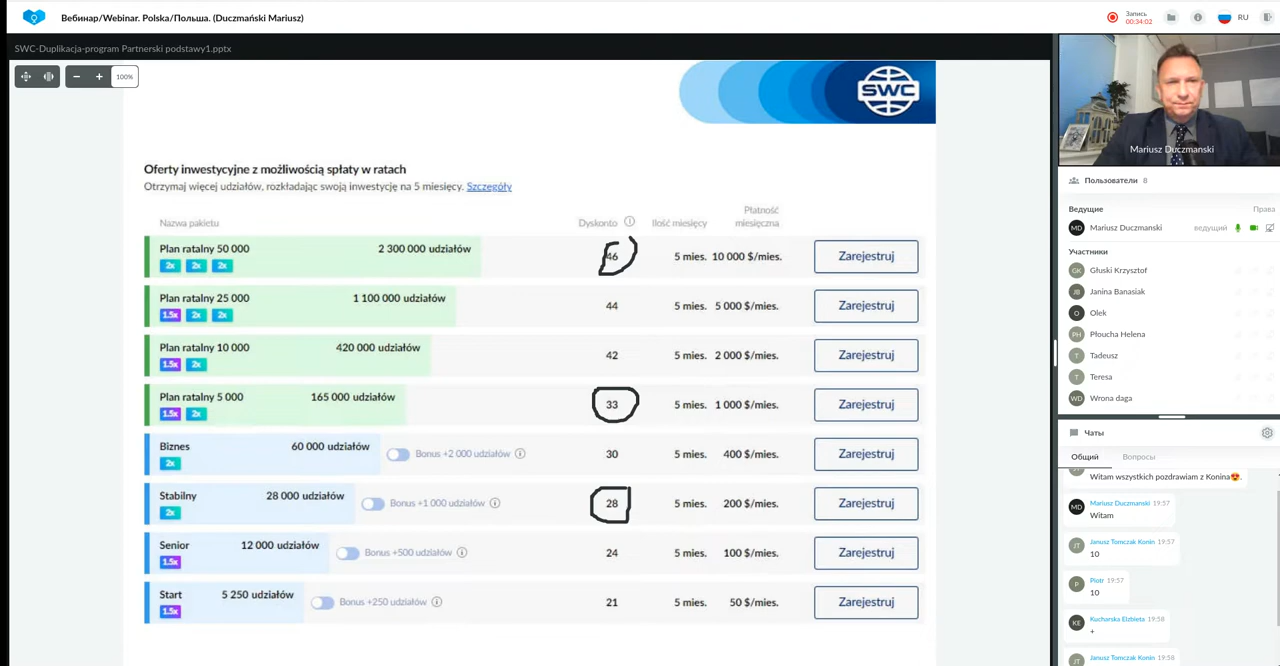 Вебинар/Webinar. Polska/Польша. (Duczmański Mariusz)
Запись
00:34:02
RU
SWC-Duplikacja-program Partnerski podstawy1.pptx
100%
SWC
Oferty inwestycyjne z możliwością spłaty w ratach
Otrzymaj więcej udziałów, rozkładając swoją inwestycję na 5 miesięcy. Szczegóły
Nazwa pakietu Dyskonto Ilość miesięcy Płatność miesięczna
Plan ratalny 50 000 2 300 000 udziałów 46 5 mies. 10 000 $/mies. Zarejestruj
2x 2x 2x
Plan ratalny 25 000 1 100 000 udziałów 44 5 mies. 5 000 $/mies. Zarejestruj
1.5x 2x 2x
Plan ratalny 10 000 420 000 udziałów 42 5 mies. 2 000 $/mies. Zarejestruj
1.5x 2x
Plan ratalny 5 000 165 000 udziałów 33 5 mies. 1 000 $/mies. Zarejestruj
1.5x 2x
Biznes 60 000 udziałów Bonus +2 000 udziałów 30 5 mies. 400 $/mies. Zarejestruj
2x
Stabilny 28 000 udziałów Bonus +1 000 udziałów 28 5 mies. 200 $/mies. Zarejestruj
2x
Senior 12 000 udziałów Bonus +500 udziałów 24 5 mies. 100 $/mies. Zarejestruj
1.5x
Start 5 250 udziałów Bonus +250 udziałów 21 5 mies. 50 $/mies. Zarejestruj
1.5x
Mariusz Duczmanski
Пользователи 8
Ведущие Права
MD Mariusz Duczmanski ведущий
Участники
GK Głuski Krzysztof
JB Janina Banasiak
O Olek
PH Płoucha Helena
T Tadeusz
T Teresa
WD Wrona daga
Чаты
Общий Вопросы
JT
Witam wszystkich pozdrawiam z Konina😍.
MD Mariusz Duczmanski 19:57
Witam
JT Janusz Tomczak Konin 19:57
10
P Piotr 19:57
10
KE Kucharska Elzbieta 19:58
+
JT Janusz Tomczak Konin 19:58